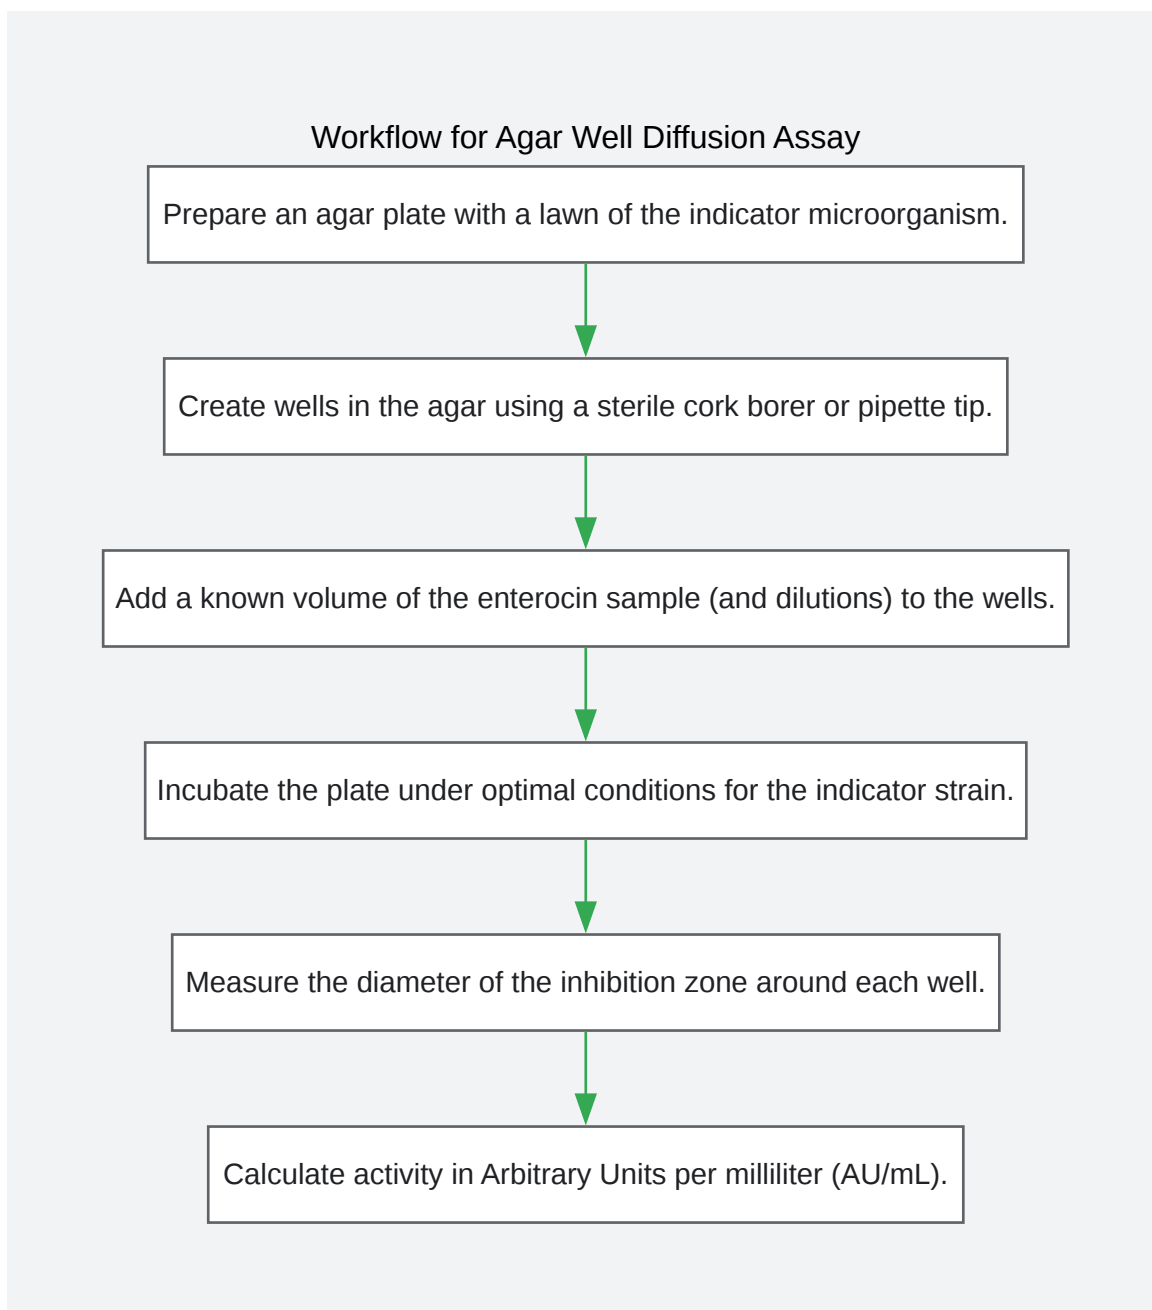 Workflow for Agar Well Diffusion Assay
Prepare an agar plate with a lawn of the indicator microorganism.
Create wells in the agar using a sterile cork borer or pipette tip.
Add a known volume of the enterocin sample (and dilutions) to the wells.
Incubate the plate under optimal conditions for the indicator strain.
Measure the diameter of the inhibition zone around each well.
Calculate activity in Arbitrary Units per milliliter (AU/mL).